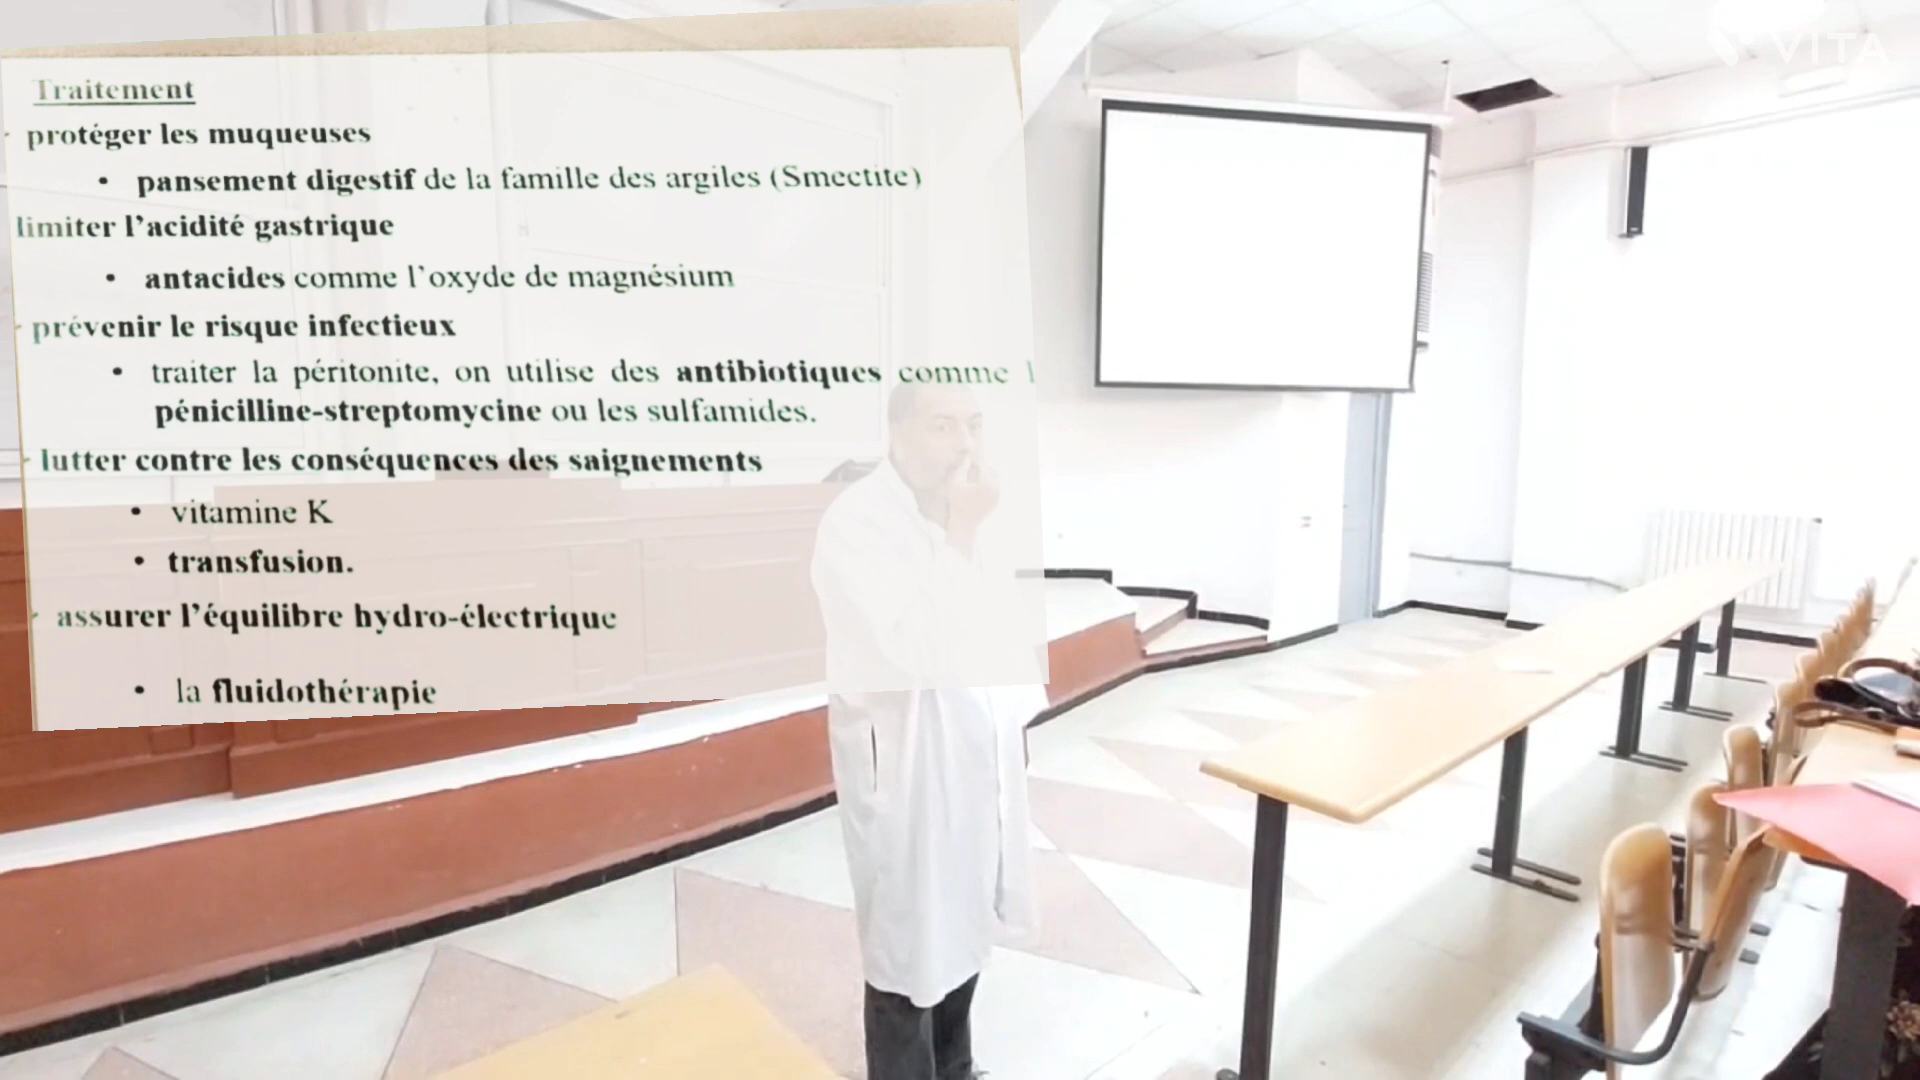 Traitement
protéger les muqueuses
• pansement digestif de la famille des argiles (Smectite)
limiter l'acidité gastrique
• antacides comme l'oxyde de magnésium
prévenir le risque infectieux
• traiter la péritonite, on utilise des antibiotiques comme l
pénicilline-streptomycine ou les sulfamides.
lutter contre les conséquences des saignements
• vitamine K
• transfusion.
assurer l'équilibre hydro-électrique
• la fluidothérapie
VITA